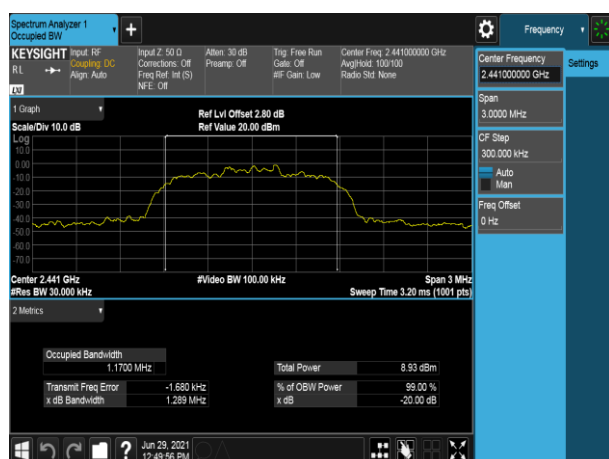 Spectrum Analyzer 1
Occupied BW
+
Frequency
KEYSIGHT
RL
Input: RF
Coupling: DC
Align: Auto
Input Z: 50 Ω
Corrections: Off
Freq Ref: Int (S)
NFE: Off
Atten: 30 dB
Preamp: Off
Trig: Free Run
Gate: Off
#IF Gain: Low
Center Freq: 2.441000000 GHz
Avg|Hold: 100/100
Radio Std: None
Center Frequency
2.441000000 GHz
Settings
Span
3.0000 MHz
CF Step
300.000 kHz
Auto
Man
Freq Offset
0 Hz
1 Graph
Scale/Div 10.0 dB
Ref Lvl Offset 2.80 dB
Ref Value 20.00 dBm
Log
10.0
0.00
-10.0
-20.0
-30.0
-40.0
-50.0
-60.0
-70.0
Center 2.441 GHz
#Res BW 30.000 kHz
#Video BW 100.00 kHz
Span 3 MHz
Sweep Time 3.20 ms (1001 pts)
2 Metrics
Occupied Bandwidth
1.1700 MHz
Total Power 8.93 dBm
Transmit Freq Error -1.680 kHz
% of OBW Power 99.00 %
x dB Bandwidth 1.289 MHz
x dB -20.00 dB
?
Jun 29, 2021
12:49:56 PM